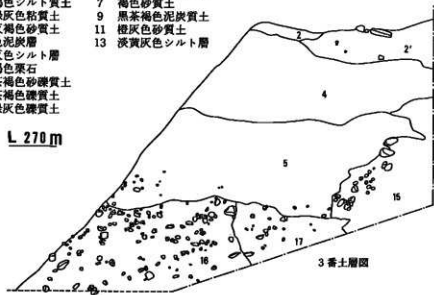 褐色シルト質土 7 褐色砂質土
灰色粘質土 9 黒茶褐色泥炭質土
褐色砂質土 11 橙灰色砂質土
色泥炭層 13 淡黄灰色シルト層
灰色シルト層
褐色栗石
褐色砂礫質土
褐色礫質土
灰色礫質土
L 270m
2
2'
4
5
15
16
17
3番土層図